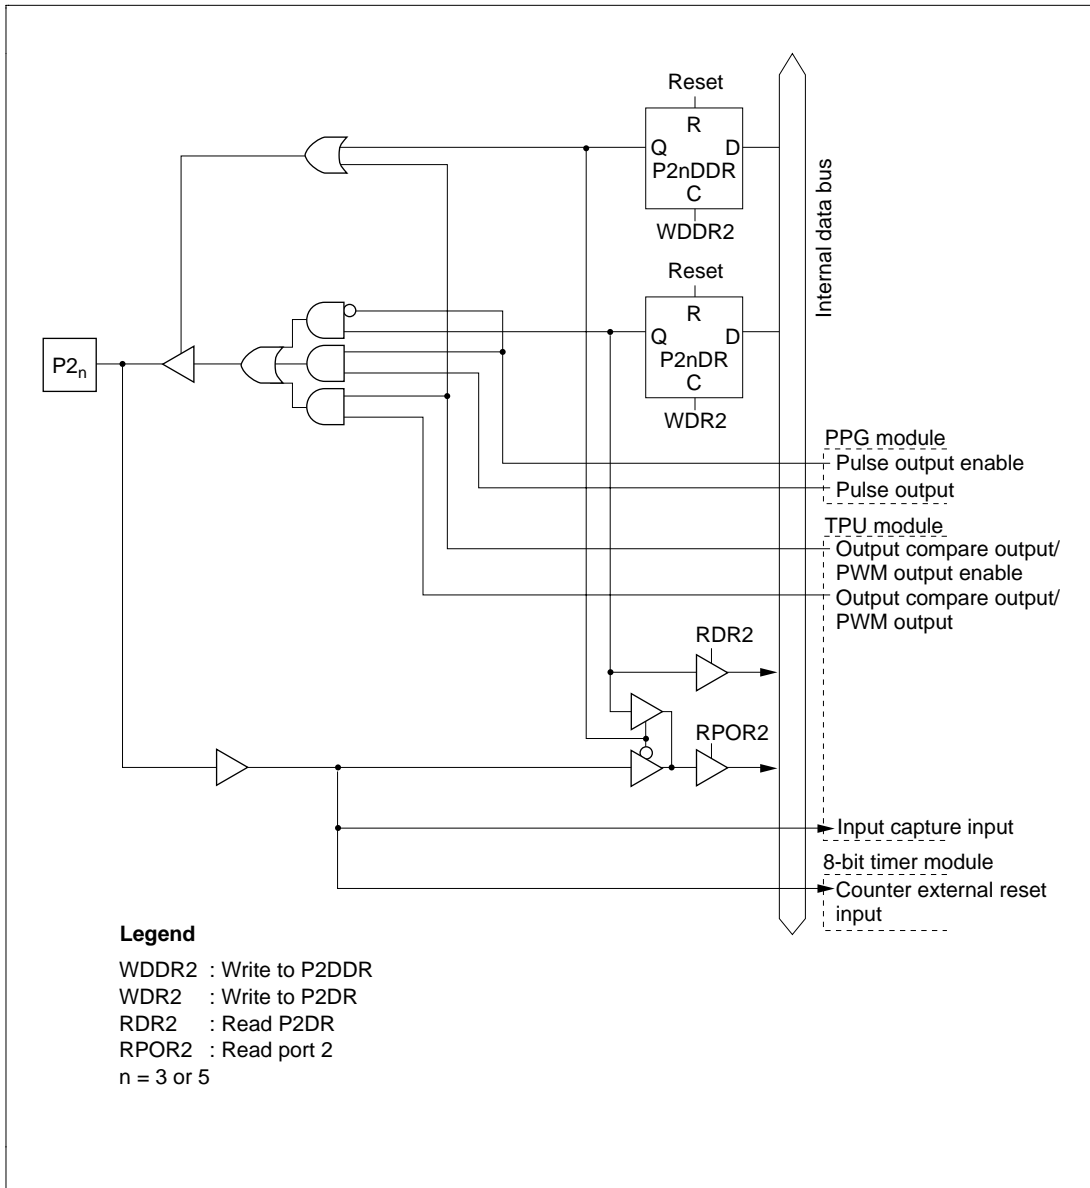 Reset
R
Q D
P2nDDR
C
WDDR2
Internal data bus
Reset
R
Q D
P2nDR
C
WDR2
P2n
PPG module
Pulse output enable
Pulse output
TPU module
Output compare output/
PWM output enable
Output compare output/
PWM output
RDR2
RPOR2
Input capture input
8-bit timer module
Counter external reset
input
Legend
WDDR2 : Write to P2DDR
WDR2 : Write to P2DR
RDR2 : Read P2DR
RPOR2 : Read port 2
n = 3 or 5